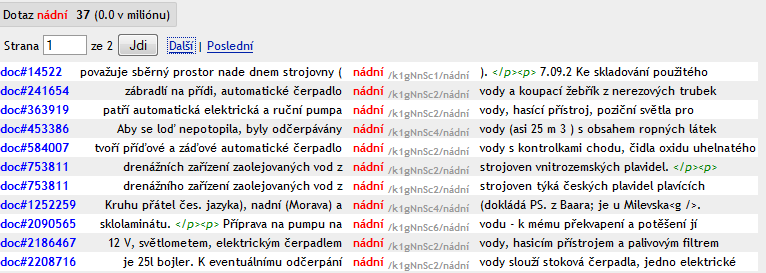 Dotaz nádní 37 (0.0 v miliónu)
Strana 1 ze 2 Jdi Další | Poslední
doc#14522 považuje sběrný prostor nade dnem strojovny ( nádní /k1gNnSc1/nádní ). </p><p> 7.09.2 Ke skladování použitého
doc#241654 zábradlí na přídi, automatické čerpadlo nádní /k1gNnSc2/nádní vody a koupací žebřík z nerezových trubek
doc#363919 patří automatická elektrická a ruční pumpa nádní /k1gNnSc2/nádní vody, hasící přístroj, poziční světla pro
doc#453386 Aby se loď nepotopila, byly odčerpávány nádní /k1gNnSc4/nádní vody (asi 25 m 3 ) s obsahem ropných látek
doc#584007 tvoří příďové a záďové automatické čerpadlo nádní /k1gNnSc2/nádní vody s kontrolkami chodu, čidla oxidu uhelnatého
doc#753811 drenážních zařízení zaolejovaných vod z nádní /k1gNnSc2/nádní strojoven vnitrozemských plavidel. </p><p>
doc#753811 drenážního zařízení zaolejovaných vod z nádní /k1gNnSc2/nádní strojoven týká českých plavidel plavících
doc#1252259 Kruhu přátel čes. jazyka), nadní (Morava) a nádní /k1gNnSc4/nádní (dokládá PS. z Baara; je u Milevska<g />.
doc#2090565 sklolaminátu. </p><p> Příprava na pumpu na nádní /k1gNnSc6/nádní vodu - k mému překvapení a potěšení jí
doc#2186467 12 V, světlometem, elektrickým čerpadlem nádní /k1gNnSc2/nádní vody, hasicím přístrojem a palivovým filtrem
doc#2208716 je 25l bojler. K eventuálnímu odčerpání nádní /k1gNnSc2/nádní vody slouží stoková čerpadla, jedno elektrické